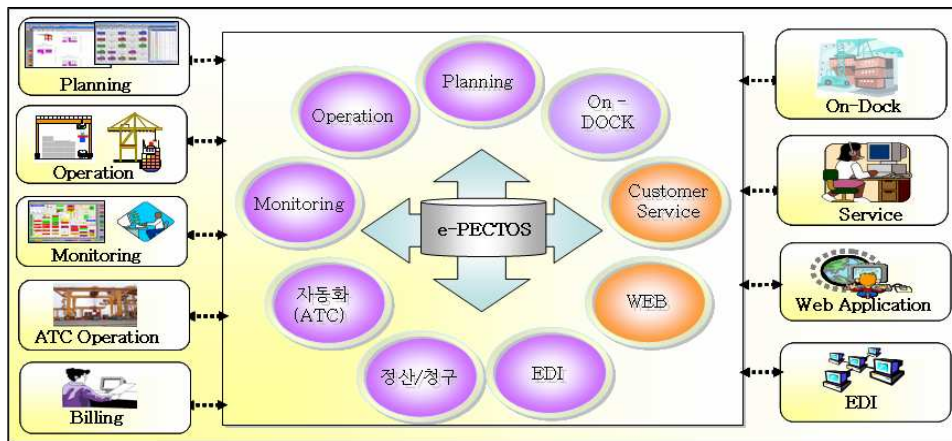 Planning
Operation
Monitoring
ATC Operation
Billing
Planning
Operation
On -
DOCK
Monitoring
Customer
Service
e-PECTOS
자동화
(ATC)
WEB
정산/청구
EDI
On-Dock
Service
Web Application
EDI